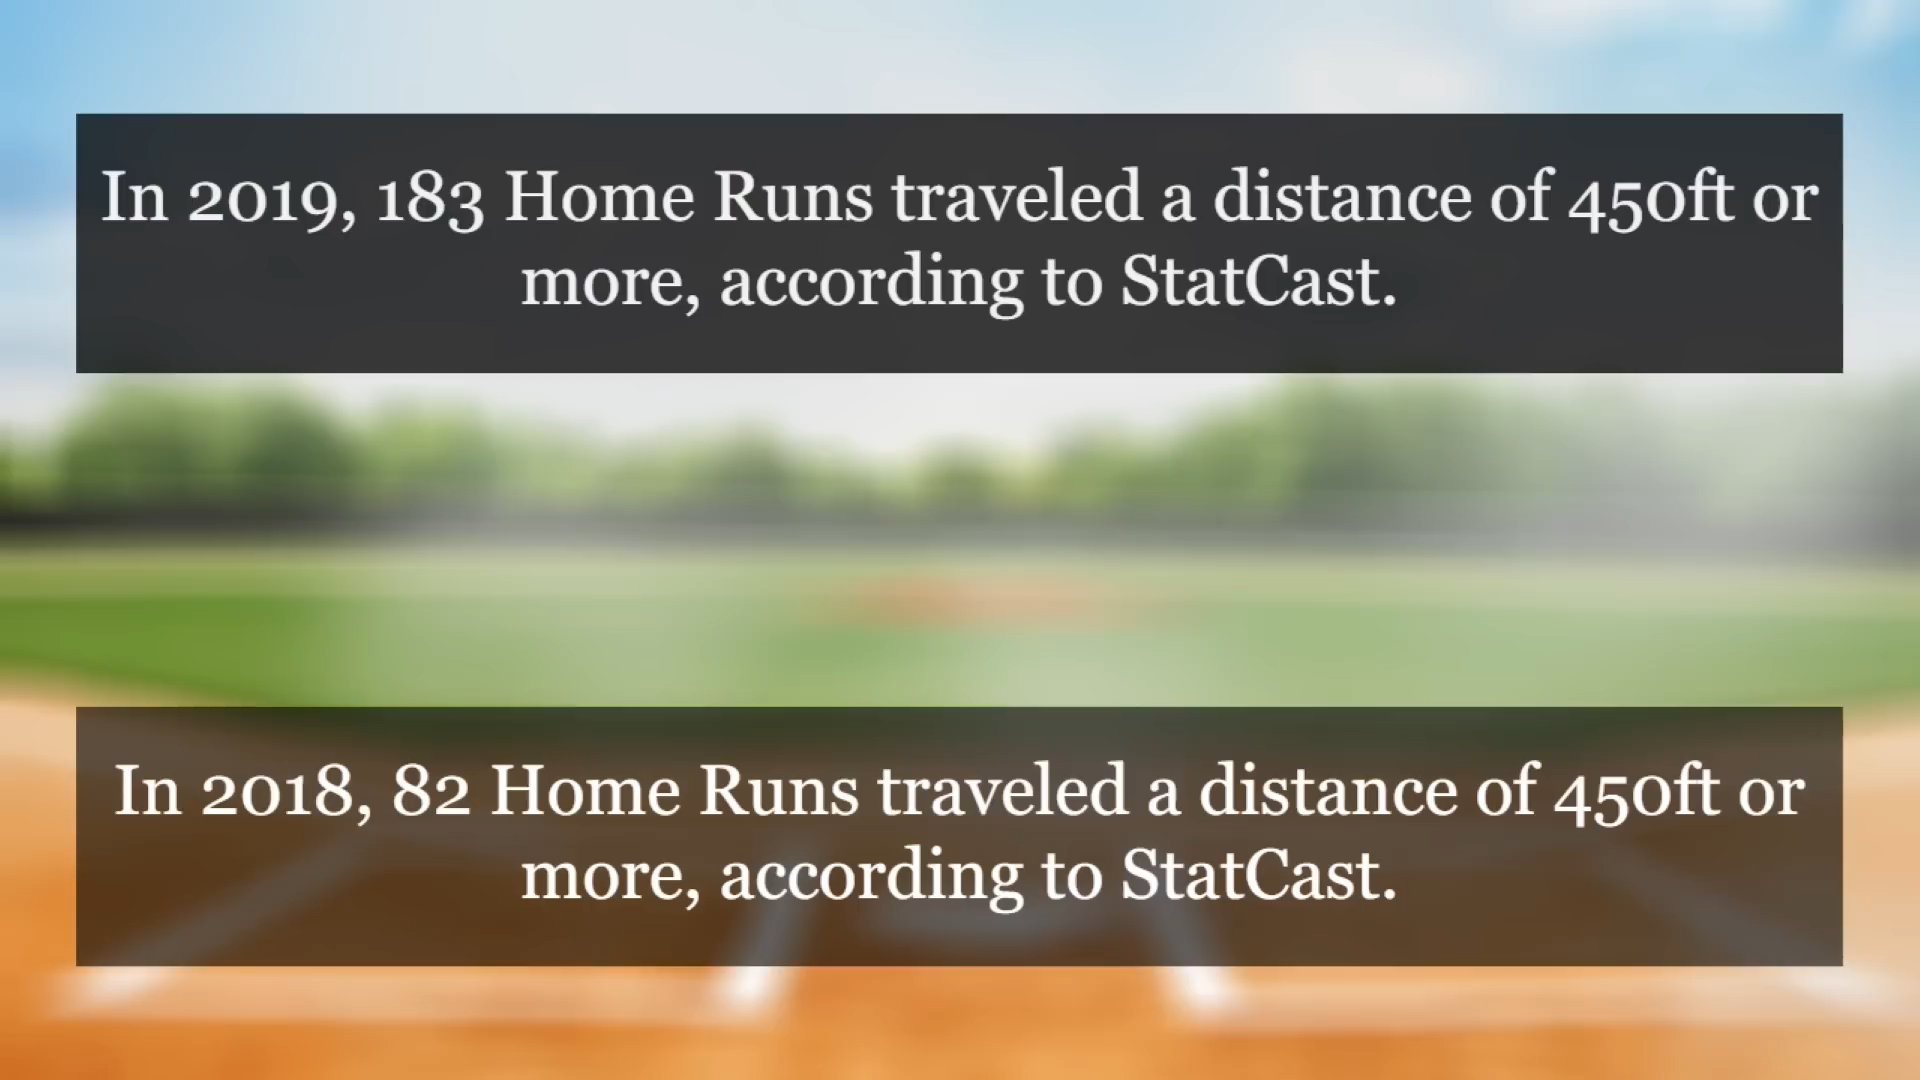 In 2019, 183 Home Runs traveled a distance of 450ft or
more, according to StatCast.
In 2018, 82 Home Runs traveled a distance of 450ft or
more, according to StatCast.